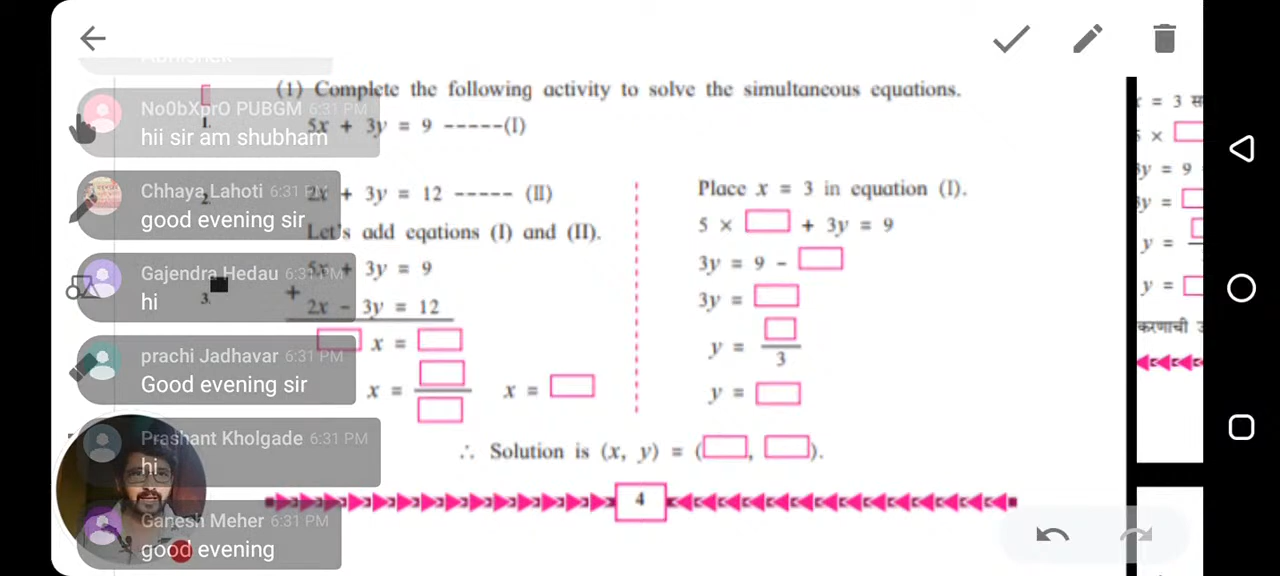 (1) Complete the following activity to solve the simultaneous equations.
5x + 3y = 9 -----(I)
2x + 3y = 12 ----- (II)
Let's add eqations (I) and (II).
5x + 3y = 9
+
2x − 3y = 12
x =
x =
x =
Place x = 3 in equation (I).
5 × + 3y = 9
3y = 9 −
3y =
y =
3
y =
∴ Solution is (x, y) = ( , ).
4
1.
2.
3.
No0bXprO PUBGM 6:31 PM
hii sir am shubham
Chhaya Lahoti 6:31 PM
good evening sir
Gajendra Hedau 6:31 PM
hi
prachi Jadhavar 6:31 PM
Good evening sir
Prashant Kholgade 6:31 PM
hi
Ganesh Meher 6:31 PM
good evening
= 3
×
3y = 9
3y =
y =
y =
करणाची